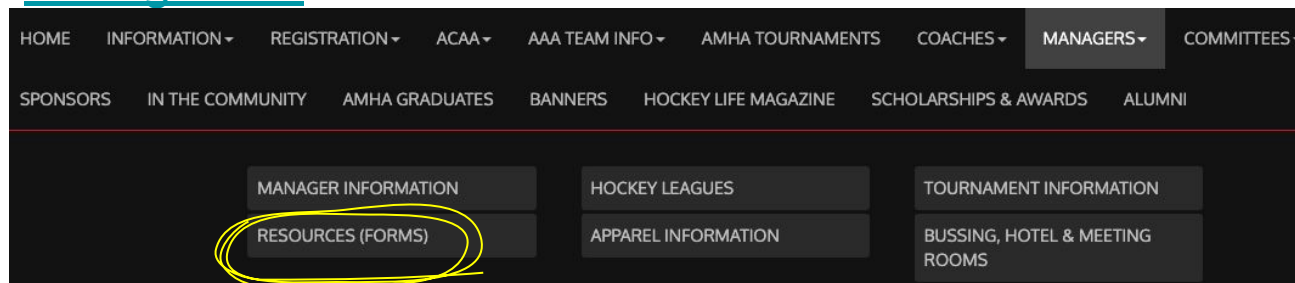 HOME INFORMATION REGISTRATION ACAA AAA TEAM INFO AMHA TOURNAMENTS COACHES MANAGERS COMMITTEES
SPONSORS IN THE COMMUNITY AMHA GRADUATES BANNERS HOCKEY LIFE MAGAZINE SCHOLARSHIPS & AWARDS ALUMNI
MANAGER INFORMATION HOCKEY LEAGUES TOURNAMENT INFORMATION
RESOURCES (FORMS) APPAREL INFORMATION BUSSING, HOTEL & MEETING
ROOMS